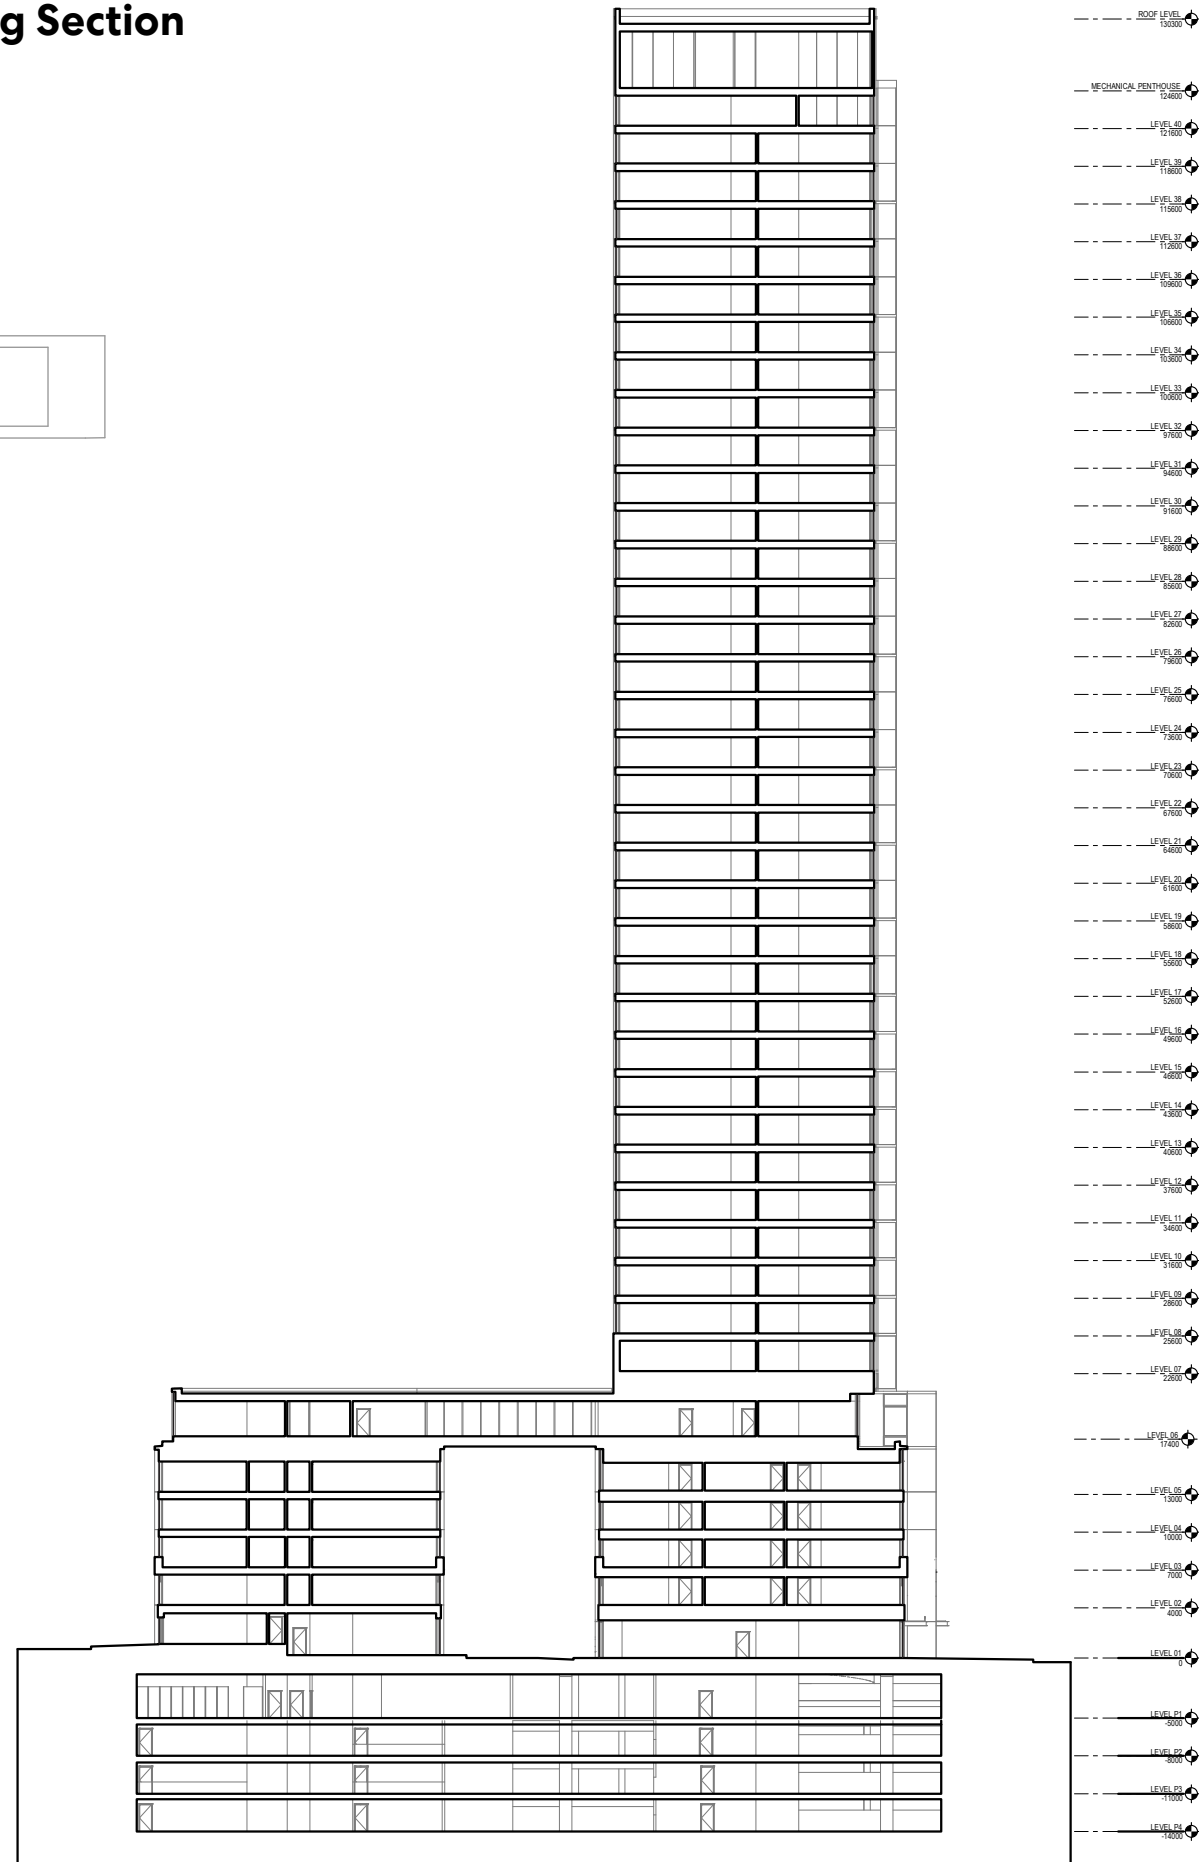 g Section
ROOF LEVEL
130300
MECHANICAL PENTHOUSE
124600
LEVEL 40
121600
LEVEL 39
118600
LEVEL 38
115600
LEVEL 37
112600
LEVEL 36
109600
LEVEL 35
106600
LEVEL 34
103600
LEVEL 33
100600
LEVEL 32
97600
LEVEL 31
94600
LEVEL 30
91600
LEVEL 29
88600
LEVEL 28
85600
LEVEL 27
82600
LEVEL 26
79600
LEVEL 25
76600
LEVEL 24
73600
LEVEL 23
70600
LEVEL 22
67600
LEVEL 21
64600
LEVEL 20
61600
LEVEL 19
58600
LEVEL 18
55600
LEVEL 17
52600
LEVEL 16
49600
LEVEL 15
46600
LEVEL 14
43600
LEVEL 13
40600
LEVEL 12
37600
LEVEL 11
34600
LEVEL 10
31600
LEVEL 09
28600
LEVEL 08
25600
LEVEL 07
22600
LEVEL 06
17400
LEVEL 05
13000
LEVEL 04
10000
LEVEL 03
7000
LEVEL 02
4000
LEVEL 01
0
LEVEL P1
-5000
LEVEL P2
-8000
LEVEL P3
-11000
LEVEL P4
-14000